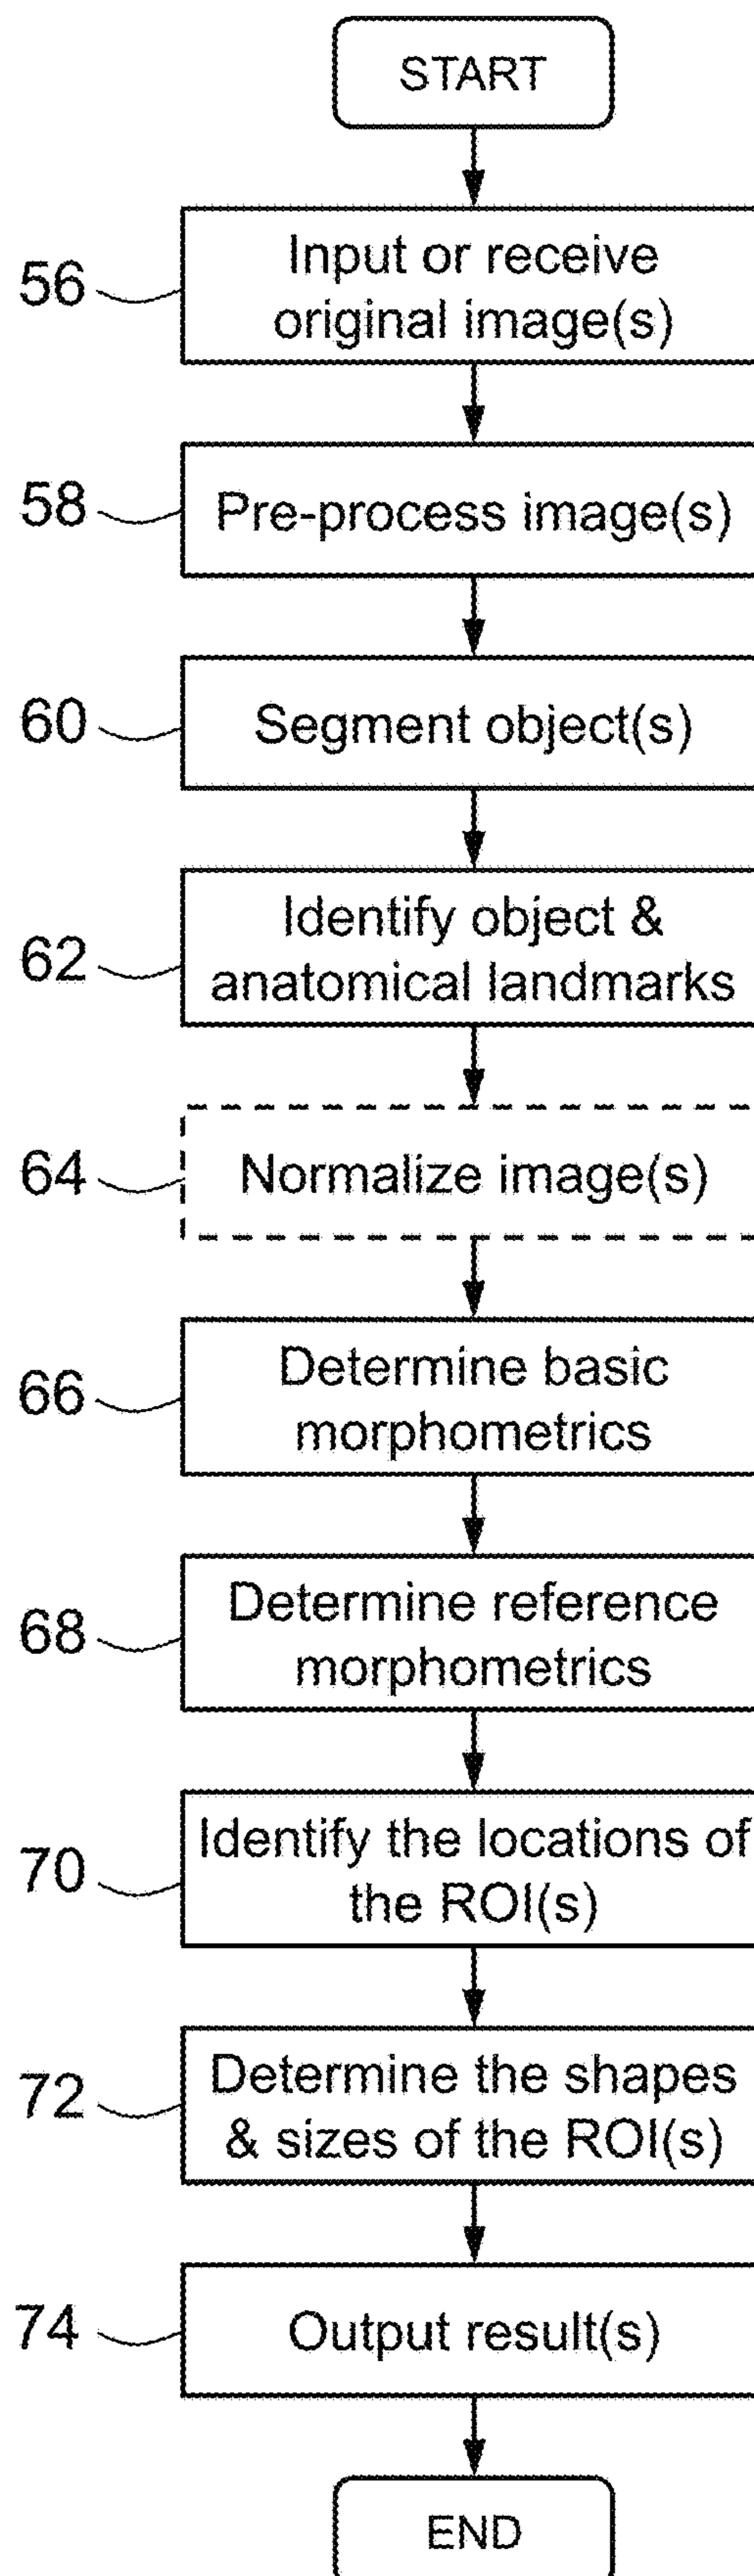 START
56
Input or receive
original image(s)
58
Pre-process image(s)
60
Segment object(s)
62
Identify object &
anatomical landmarks
64
Normalize image(s)
66
Determine basic
morphometrics
68
Determine reference
morphometrics
70
Identify the locations of
the ROI(s)
72
Determine the shapes
& sizes of the ROI(s)
74
Output result(s)
END